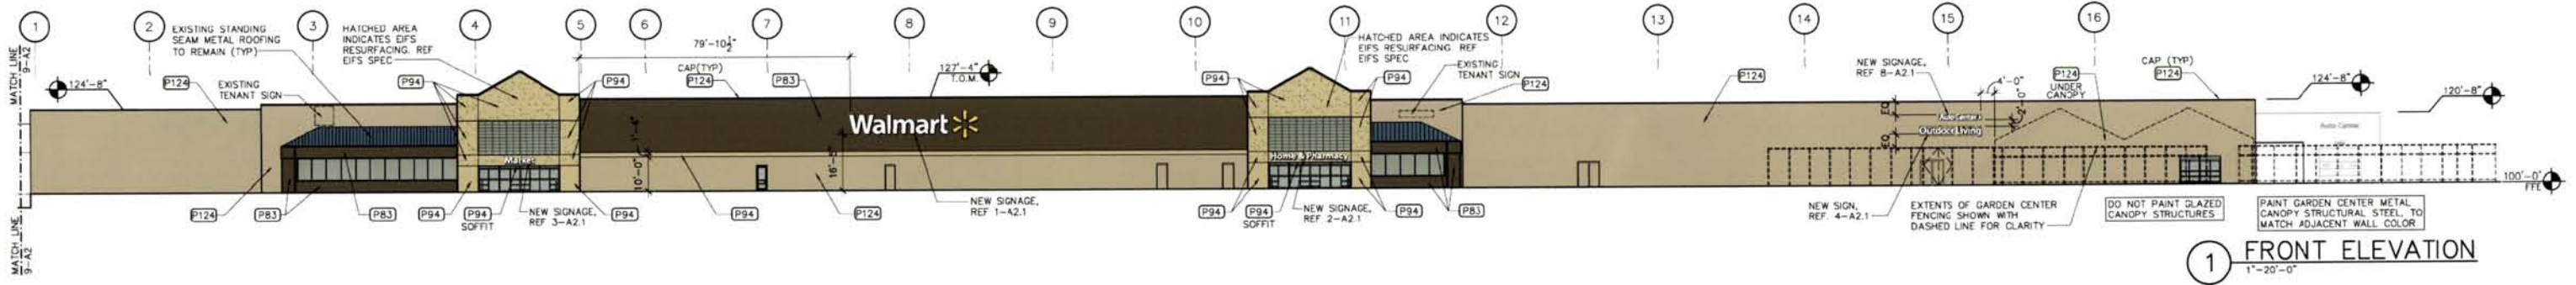 1
2
3
4
5
6
7
8
9
10
11
12
13
14
15
16
MATCH LINE
9-A2
MATCH LINE
9-A2
124'-8"
P124
EXISTING STANDING
SEAM METAL ROOFING
TO REMAIN (TYP)
EXISTING
TENANT SIGN
HATCHED AREA
INDICATES EIFS
RESURFACING. REF
EIFS SPEC
P94
P94
79'-10½"
CAP(TYP)
P124
P83
127'-4"
T.O.M.
P94
HATCHED AREA INDICATES
EIFS RESURFACING. REF
EIFS SPEC
P94
EXISTING
TENANT SIGN
P124
P124
NEW SIGNAGE,
REF 8-A2.1
4'-0"
2'-0"
P124
UNDER
CANOPY
CAP (TYP)
P124
124'-8"
120'-8"
Walmart
Market
Home & Pharmacy
Auto Center
Outdoor Living
Auto Center
EQ
EQ
10'-0"
1'-4"
16'-5"
100'-0"
FFE
P124
P83
P83
P94
P94
SOFFIT
NEW SIGNAGE,
REF 3-A2.1
P94
P94
P124
NEW SIGNAGE,
REF 1-A2.1
P94
P94
SOFFIT
NEW SIGNAGE,
REF 2-A2.1
P94
P83
NEW SIGN,
REF. 4-A2.1
EXTENTS OF GARDEN CENTER
FENCING SHOWN WITH
DASHED LINE FOR CLARITY
DO NOT PAINT GLAZED
CANOPY STRUCTURES
PAINT GARDEN CENTER METAL
CANOPY STRUCTURAL STEEL, TO
MATCH ADJACENT WALL COLOR
1 FRONT ELEVATION
1"-20'-0"